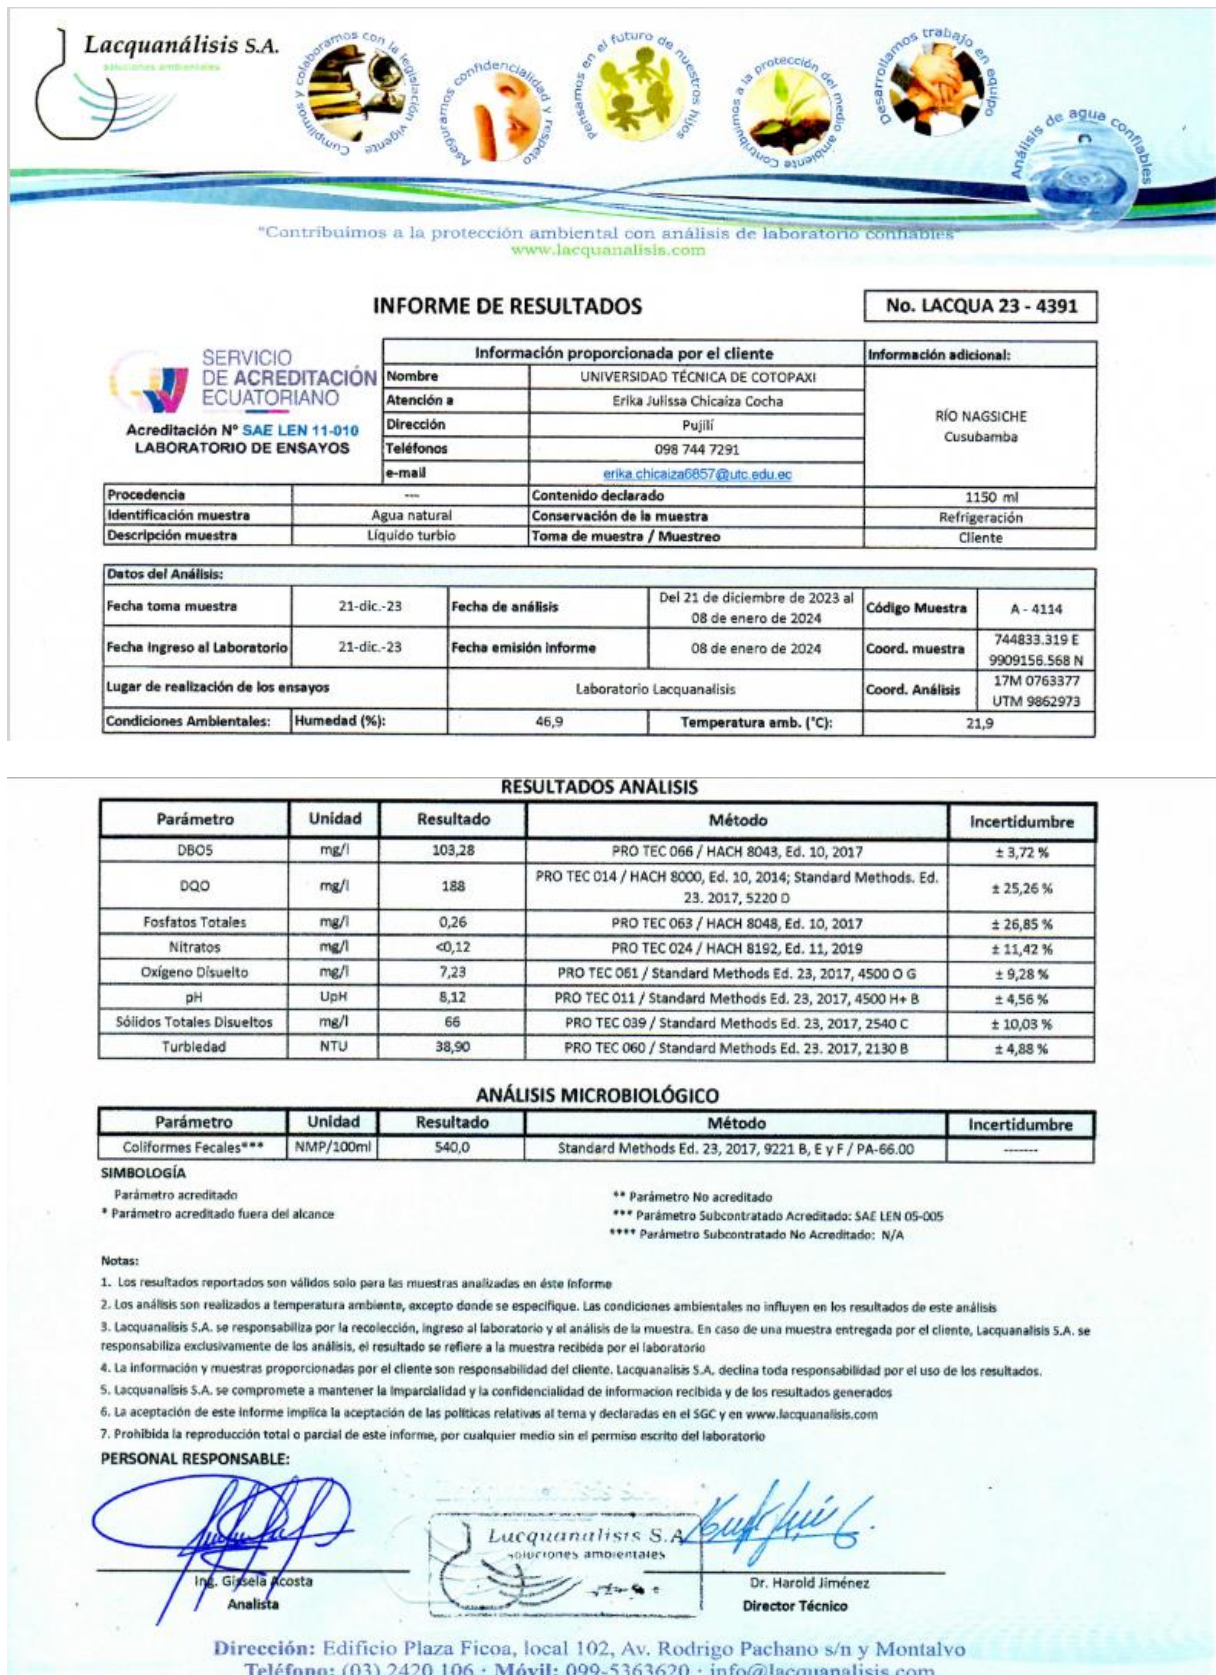 Lacquanálisis S.A.
soluciones ambientales
Cumplimos y colaboramos con la legislación vigente
Aseguramos confidencialidad y respeto
Pensamos en el futuro de nuestros hijos
Contribuimos a la protección del medio ambiente
Desarrollamos trabajo en equipo
Análisis de agua confiables
"Contribuimos a la protección ambiental con análisis de laboratorio confiables"
www.lacquanalisis.com
INFORME DE RESULTADOS
No. LACQUA 23 - 4391
SERVICIO
DE ACREDITACIÓN
ECUATORIANO
Acreditación N° SAE LEN 11-010
LABORATORIO DE ENSAYOS
Información proporcionada por el cliente
Información adicional:
Nombre UNIVERSIDAD TÉCNICA DE COTOPAXI
Atención a Erika Julissa Chicaíza Cocha
Dirección Pujilí
Teléfonos 098 744 7291
e-mail erika.chicaiza6857@utc.edu.ec
RÍO NAGSICHE
Cusubamba
Procedencia --- Contenido declarado 1150 ml
Identificación muestra Agua natural Conservación de la muestra Refrigeración
Descripción muestra Líquido turbio Toma de muestra / Muestreo Cliente
Datos del Análisis:
Fecha toma muestra 21-dic.-23 Fecha de análisis Del 21 de diciembre de 2023 al
08 de enero de 2024 Código Muestra A - 4114
Fecha Ingreso al Laboratorio 21-dic.-23 Fecha emisión informe 08 de enero de 2024 Coord. muestra 744833.319 E
9909156.568 N
Lugar de realización de los ensayos Laboratorio Lacquanalisis Coord. Análisis 17M 0763377
UTM 9862973
Condiciones Ambientales: Humedad (%): 46,9 Temperatura amb. (°C): 21,9
RESULTADOS ANÁLISIS
Parámetro Unidad Resultado Método Incertidumbre
DBO5 mg/l 103,28 PRO TEC 066 / HACH 8043, Ed. 10, 2017 ± 3,72 %
DQO mg/l 188 PRO TEC 014 / HACH 8000, Ed. 10, 2014; Standard Methods. Ed.
23. 2017, 5220 D ± 25,26 %
Fosfatos Totales mg/l 0,26 PRO TEC 063 / HACH 8048, Ed. 10, 2017 ± 26,85 %
Nitratos mg/l <0,12 PRO TEC 024 / HACH 8192, Ed. 11, 2019 ± 11,42 %
Oxígeno Disuelto mg/l 7,23 PRO TEC 061 / Standard Methods Ed. 23, 2017, 4500 O G ± 9,28 %
pH UpH 8,12 PRO TEC 011 / Standard Methods Ed. 23, 2017, 4500 H+ B ± 4,56 %
Sólidos Totales Disueltos mg/l 66 PRO TEC 039 / Standard Methods Ed. 23, 2017, 2540 C ± 10,03 %
Turbiedad NTU 38,90 PRO TEC 060 / Standard Methods Ed. 23. 2017, 2130 B ± 4,88 %
ANÁLISIS MICROBIOLÓGICO
Parámetro Unidad Resultado Método Incertidumbre
Coliformes Fecales*** NMP/100ml 540,0 Standard Methods Ed. 23, 2017, 9221 B, E y F / PA-66.00 -------
SIMBOLOGÍA
Parámetro acreditado ** Parámetro No acreditado
* Parámetro acreditado fuera del alcance *** Parámetro Subcontratado Acreditado: SAE LEN 05-005
**** Parámetro Subcontratado No Acreditado: N/A
Notas:
1. Los resultados reportados son válidos solo para las muestras analizadas en éste informe
2. Los análisis son realizados a temperatura ambiente, excepto donde se especifique. Las condiciones ambientales no influyen en los resultados de este análisis
3. Lacquanalisis S.A. se responsabiliza por la recolección, ingreso al laboratorio y el análisis de la muestra. En caso de una muestra entregada por el cliente, Lacquanalisis S.A. se
responsabiliza exclusivamente de los análisis, el resultado se refiere a la muestra recibida por el laboratorio
4. La información y muestras proporcionadas por el cliente son responsabilidad del cliente. Lacquanalisis S.A. declina toda responsabilidad por el uso de los resultados.
5. Lacquanalisis S.A. se compromete a mantener la imparcialidad y la confidencialidad de informacion recibida y de los resultados generados
6. La aceptación de este informe implica la aceptación de las políticas relativas al tema y declaradas en el SGC y en www.lacquanalisis.com
7. Prohibida la reproducción total o parcial de este informe, por cualquier medio sin el permiso escrito del laboratorio
PERSONAL RESPONSABLE:
Lacquanalisis S.A
soluciones ambientales
Ing. Gissela Acosta
Analista
Dr. Harold Jiménez
Director Técnico
Dirección: Edificio Plaza Ficoa, local 102, Av. Rodrigo Pachano s/n y Montalvo
Teléfono: (03) 2420 106 · Móvil: 099-5363620 · info@lacquanalisis.com